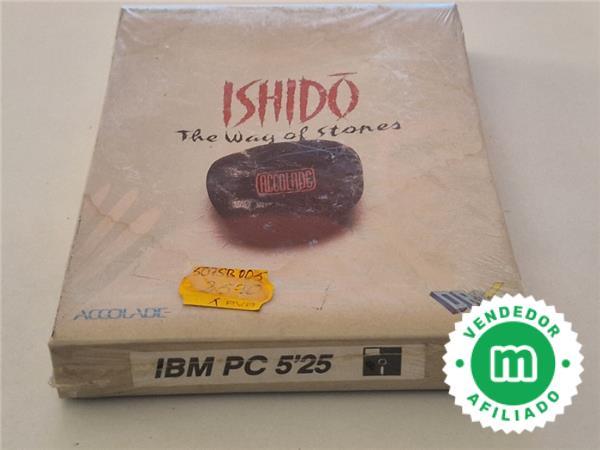 ISHIDŌ
The Way of Stones
ACCOLADE
ACCOLADE
IBM PC 5'25
VENDEDOR
m
AFILIADO